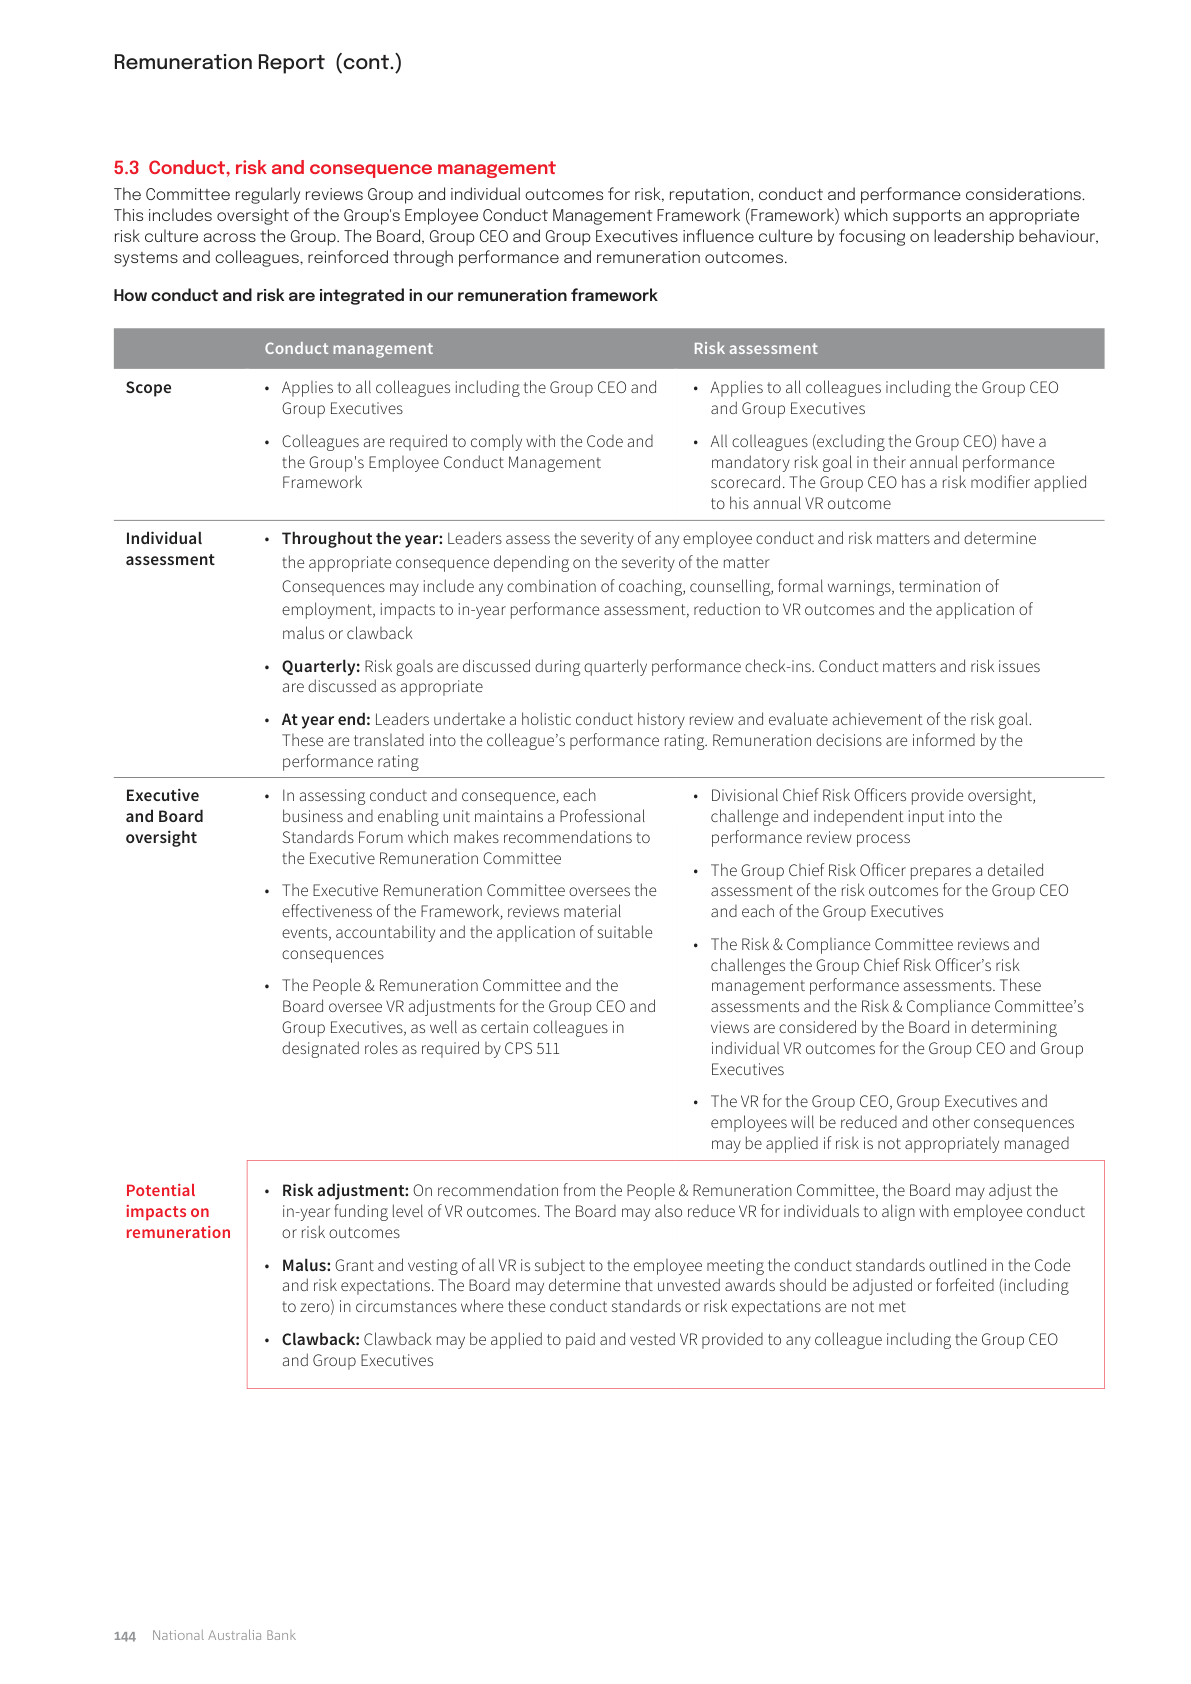 Remuneration Report (cont.)
5.3 Conduct, risk and consequence management
The Committee regularly reviews Group and individual outcomes for risk, reputation, conduct and performance considerations.
This includes oversight of the Group's Employee Conduct Management Framework (Framework) which supports an appropriate
risk culture across the Group. The Board, Group CEO and Group Executives influence culture by focusing on leadership behaviour,
systems and colleagues, reinforced through performance and remuneration outcomes.
How conduct and risk are integrated in our remuneration framework
Conduct management
Risk assessment
Scope
• Applies to all colleagues including the Group CEO and
Group Executives
• Colleagues are required to comply with the Code and
the Group's Employee Conduct Management
Framework
• Applies to all colleagues including the Group CEO
and Group Executives
• All colleagues (excluding the Group CEO) have a
mandatory risk goal in their annual performance
scorecard. The Group CEO has a risk modifier applied
to his annual VR outcome
Individual
assessment
• Throughout the year: Leaders assess the severity of any employee conduct and risk matters and determine
the appropriate consequence depending on the severity of the matter
Consequences may include any combination of coaching, counselling, formal warnings, termination of
employment, impacts to in-year performance assessment, reduction to VR outcomes and the application of
malus or clawback
• Quarterly: Risk goals are discussed during quarterly performance check-ins. Conduct matters and risk issues
are discussed as appropriate
• At year end: Leaders undertake a holistic conduct history review and evaluate achievement of the risk goal.
These are translated into the colleague’s performance rating. Remuneration decisions are informed by the
performance rating
Executive
and Board
oversight
• In assessing conduct and consequence, each
business and enabling unit maintains a Professional
Standards Forum which makes recommendations to
the Executive Remuneration Committee
• The Executive Remuneration Committee oversees the
effectiveness of the Framework, reviews material
events, accountability and the application of suitable
consequences
• The People & Remuneration Committee and the
Board oversee VR adjustments for the Group CEO and
Group Executives, as well as certain colleagues in
designated roles as required by CPS 511
• Divisional Chief Risk Officers provide oversight,
challenge and independent input into the
performance review process
• The Group Chief Risk Officer prepares a detailed
assessment of the risk outcomes for the Group CEO
and each of the Group Executives
• The Risk & Compliance Committee reviews and
challenges the Group Chief Risk Officer’s risk
management performance assessments. These
assessments and the Risk & Compliance Committee’s
views are considered by the Board in determining
individual VR outcomes for the Group CEO and Group
Executives
• The VR for the Group CEO, Group Executives and
employees will be reduced and other consequences
may be applied if risk is not appropriately managed
Potential
impacts on
remuneration
• Risk adjustment: On recommendation from the People & Remuneration Committee, the Board may adjust the
in-year funding level of VR outcomes. The Board may also reduce VR for individuals to align with employee conduct
or risk outcomes
• Malus: Grant and vesting of all VR is subject to the employee meeting the conduct standards outlined in the Code
and risk expectations. The Board may determine that unvested awards should be adjusted or forfeited (including
to zero) in circumstances where these conduct standards or risk expectations are not met
• Clawback: Clawback may be applied to paid and vested VR provided to any colleague including the Group CEO
and Group Executives
144 National Australia Bank